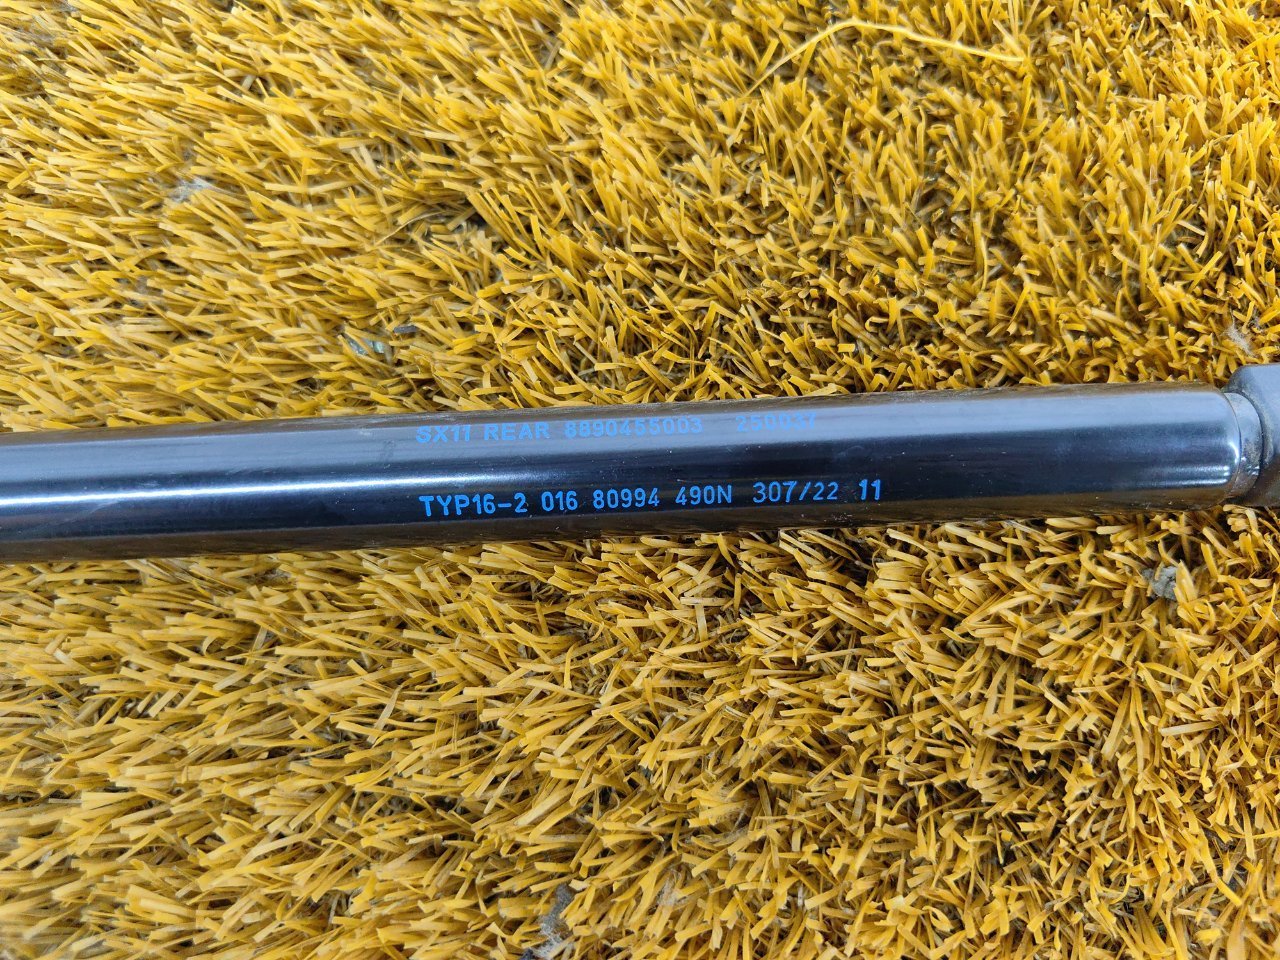 SX11 REAR 8890455003 250037
TYP16-2 016 80994 490N 307/22 11